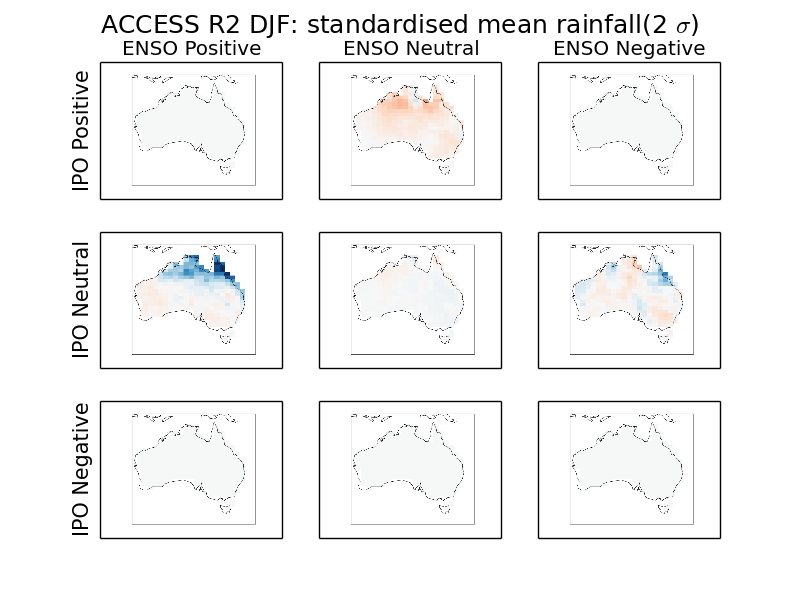 ACCESS R2 DJF: standardised mean rainfall(2 σ)
ENSO Positive ENSO Neutral ENSO Negative
IPO Positive
IPO Neutral
IPO Negative